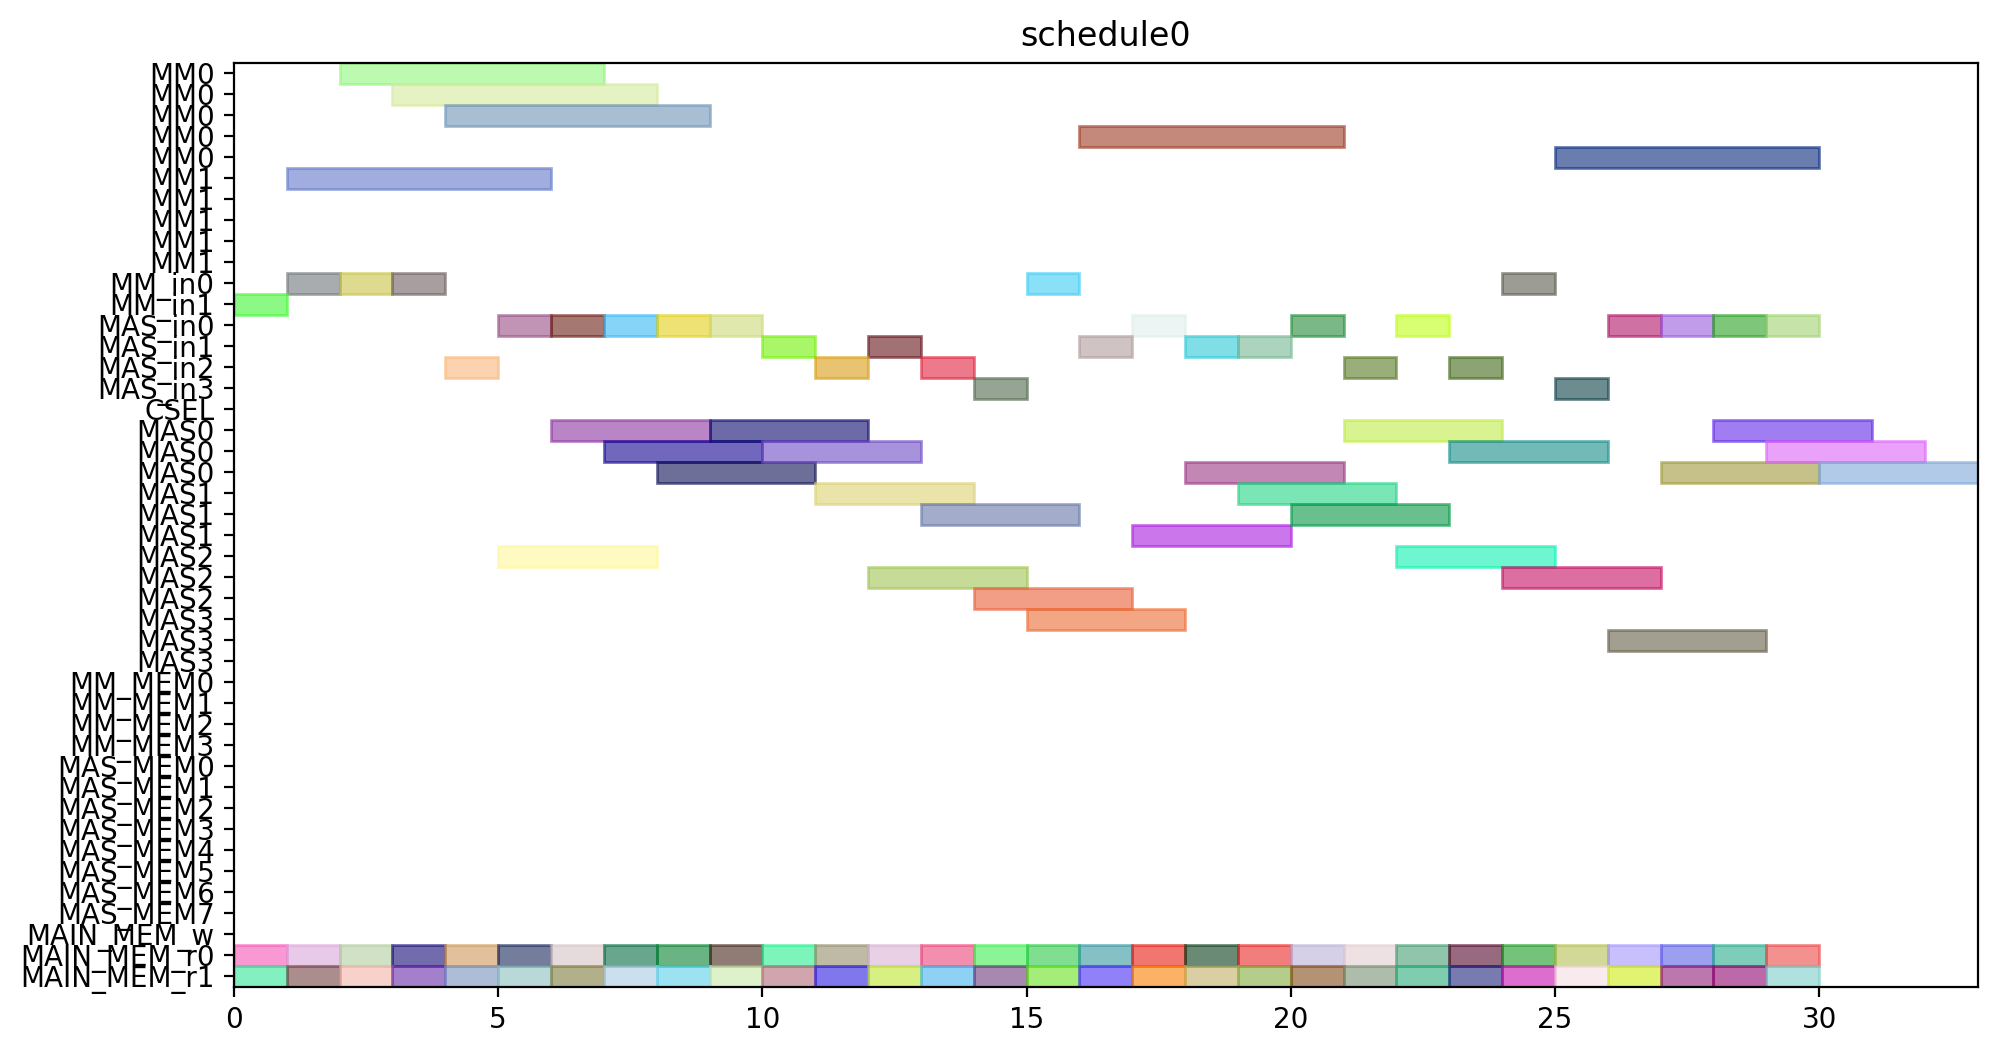 schedule0
MM0
MM0
MM0
MM0
MM0
MM1
MM1
MM1
MM1
MM1
MM_in0
MM_in1
MAS_in0
MAS_in1
MAS_in2
MAS_in3
CSEL
MAS0
MAS0
MAS0
MAS1
MAS1
MAS1
MAS2
MAS2
MAS2
MAS3
MAS3
MAS3
MM_MEM0
MM_MEM1
MM_MEM2
MM_MEM3
MAS_MEM0
MAS_MEM1
MAS_MEM2
MAS_MEM3
MAS_MEM4
MAS_MEM5
MAS_MEM6
MAS_MEM7
MAIN_MEM_w
MAIN_MEM_r0
MAIN_MEM_r1
0 5 10 15 20 25 30